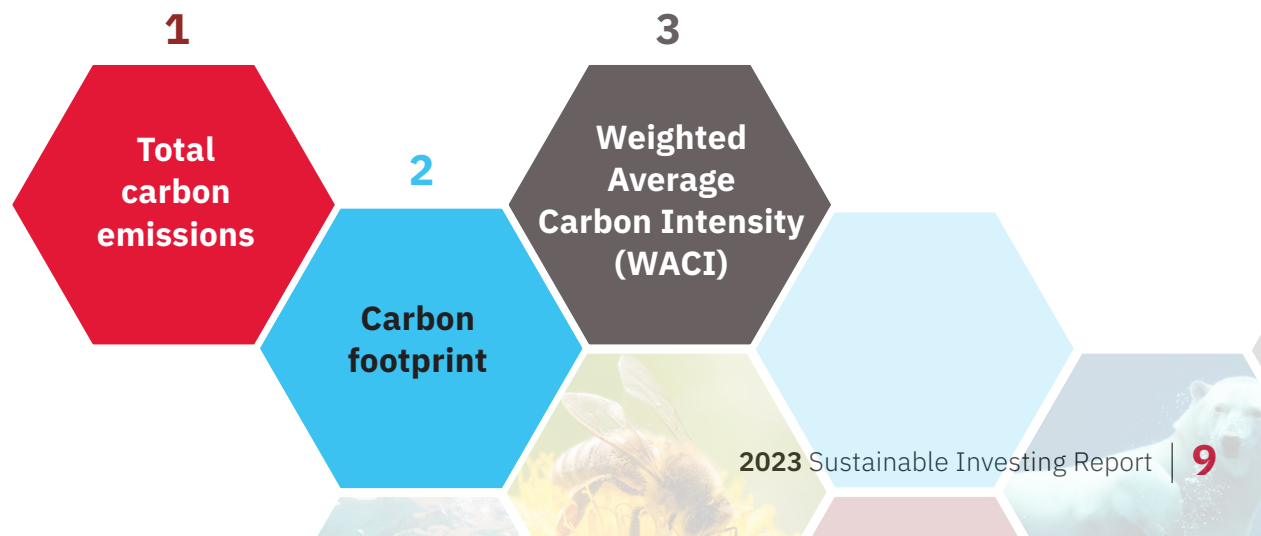 1
Total
carbon
emissions
2
Carbon
footprint
3
Weighted
Average
Carbon Intensity
(WACI)
2023 Sustainable Investing Report | 9